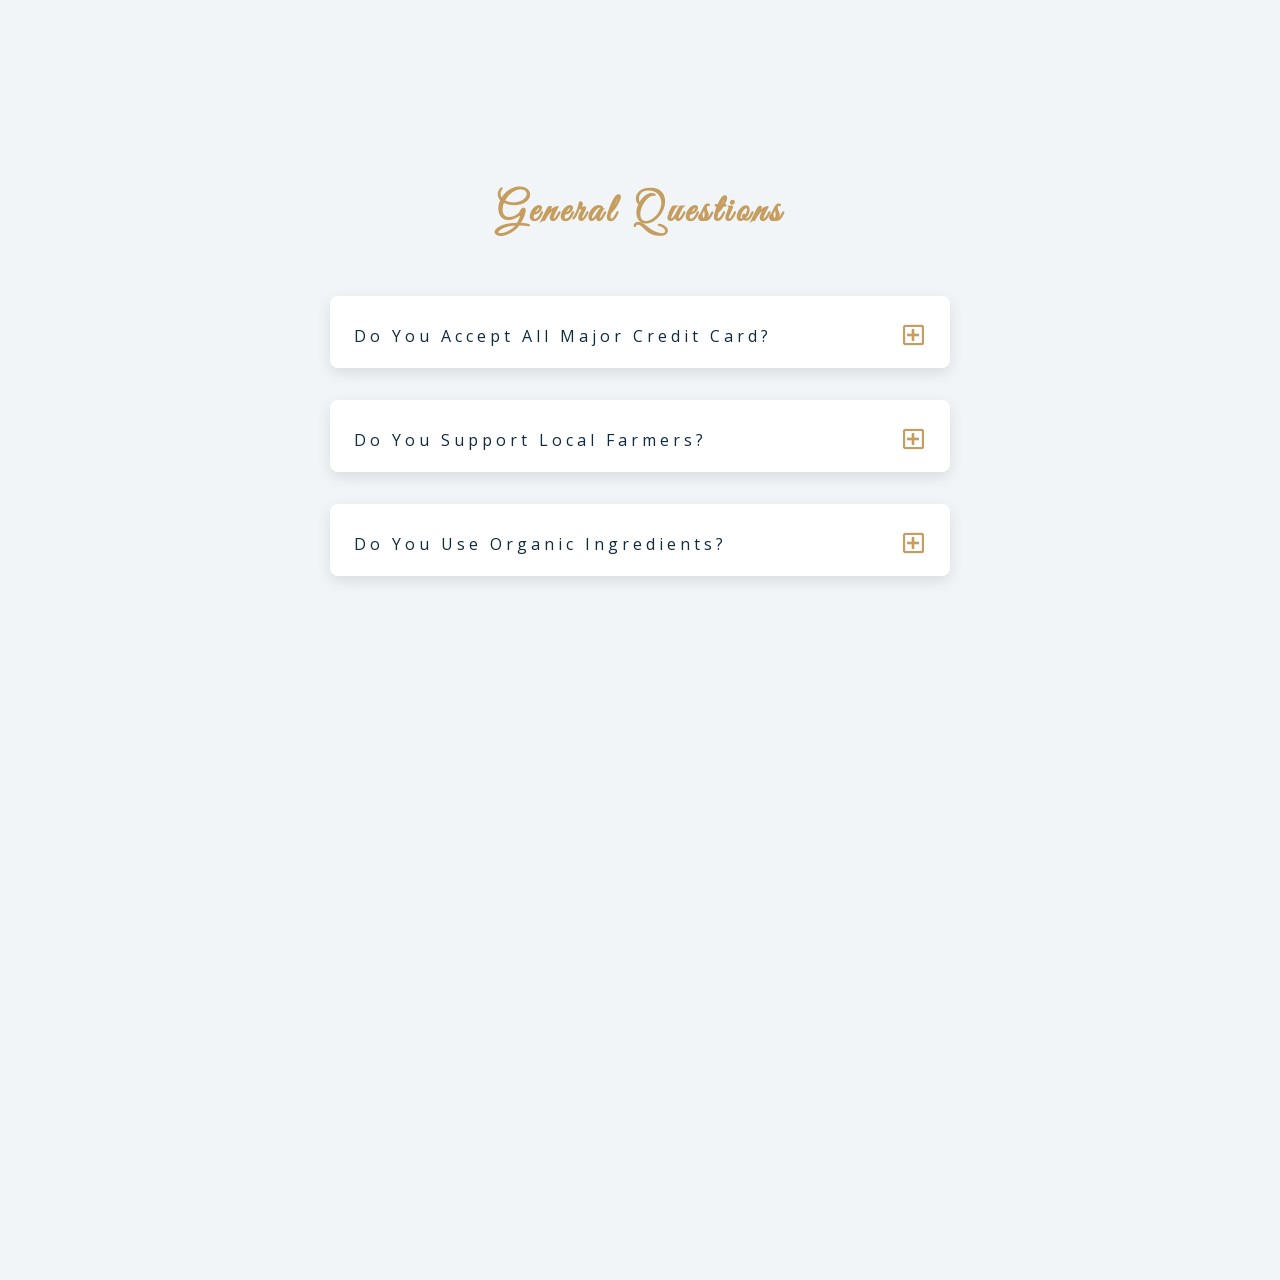 General Questions
Do You Accept All Major Credit Card?
Do You Support Local Farmers?
Do You Use Organic Ingredients?